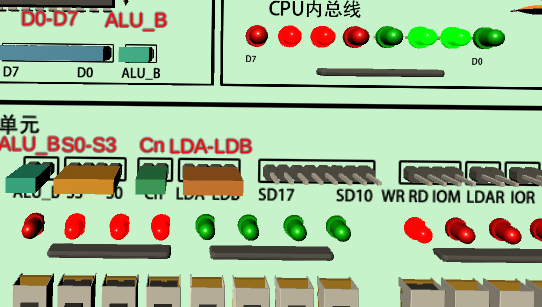 D0-D7 ALU_B
CPU内总线
D7 D0 ALU_B
D7 D0
单元
ALU_B S0-S3 Cn LDA-LDB
ALU_B S3 S0 Cn LDA LDB SD17 SD10 WR RD IOM LDAR IOR